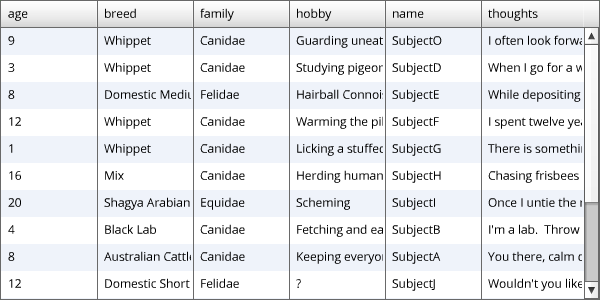 age breed family hobby name thoughts
9 Whippet Canidae Guarding uneat SubjectO I often look forwa
3 Whippet Canidae Studying pigeor SubjectD When I go for a w
8 Domestic Mediu Felidae Hairball Connoi SubjectE While depositing
12 Whippet Canidae Warming the pil SubjectF I spent twelve yea
1 Whippet Canidae Licking a stuffed SubjectG There is somethi
16 Mix Canidae Herding human SubjectH Chasing frisbees
20 Shagya Arabian Equidae Scheming SubjectI Once I untie the
4 Black Lab Canidae Fetching and ea SubjectB I'm a lab. Throw
8 Australian Cattle Canidae Keeping everyo SubjectA You there, calm
12 Domestic Short Felidae ? SubjectJ Wouldn't you like